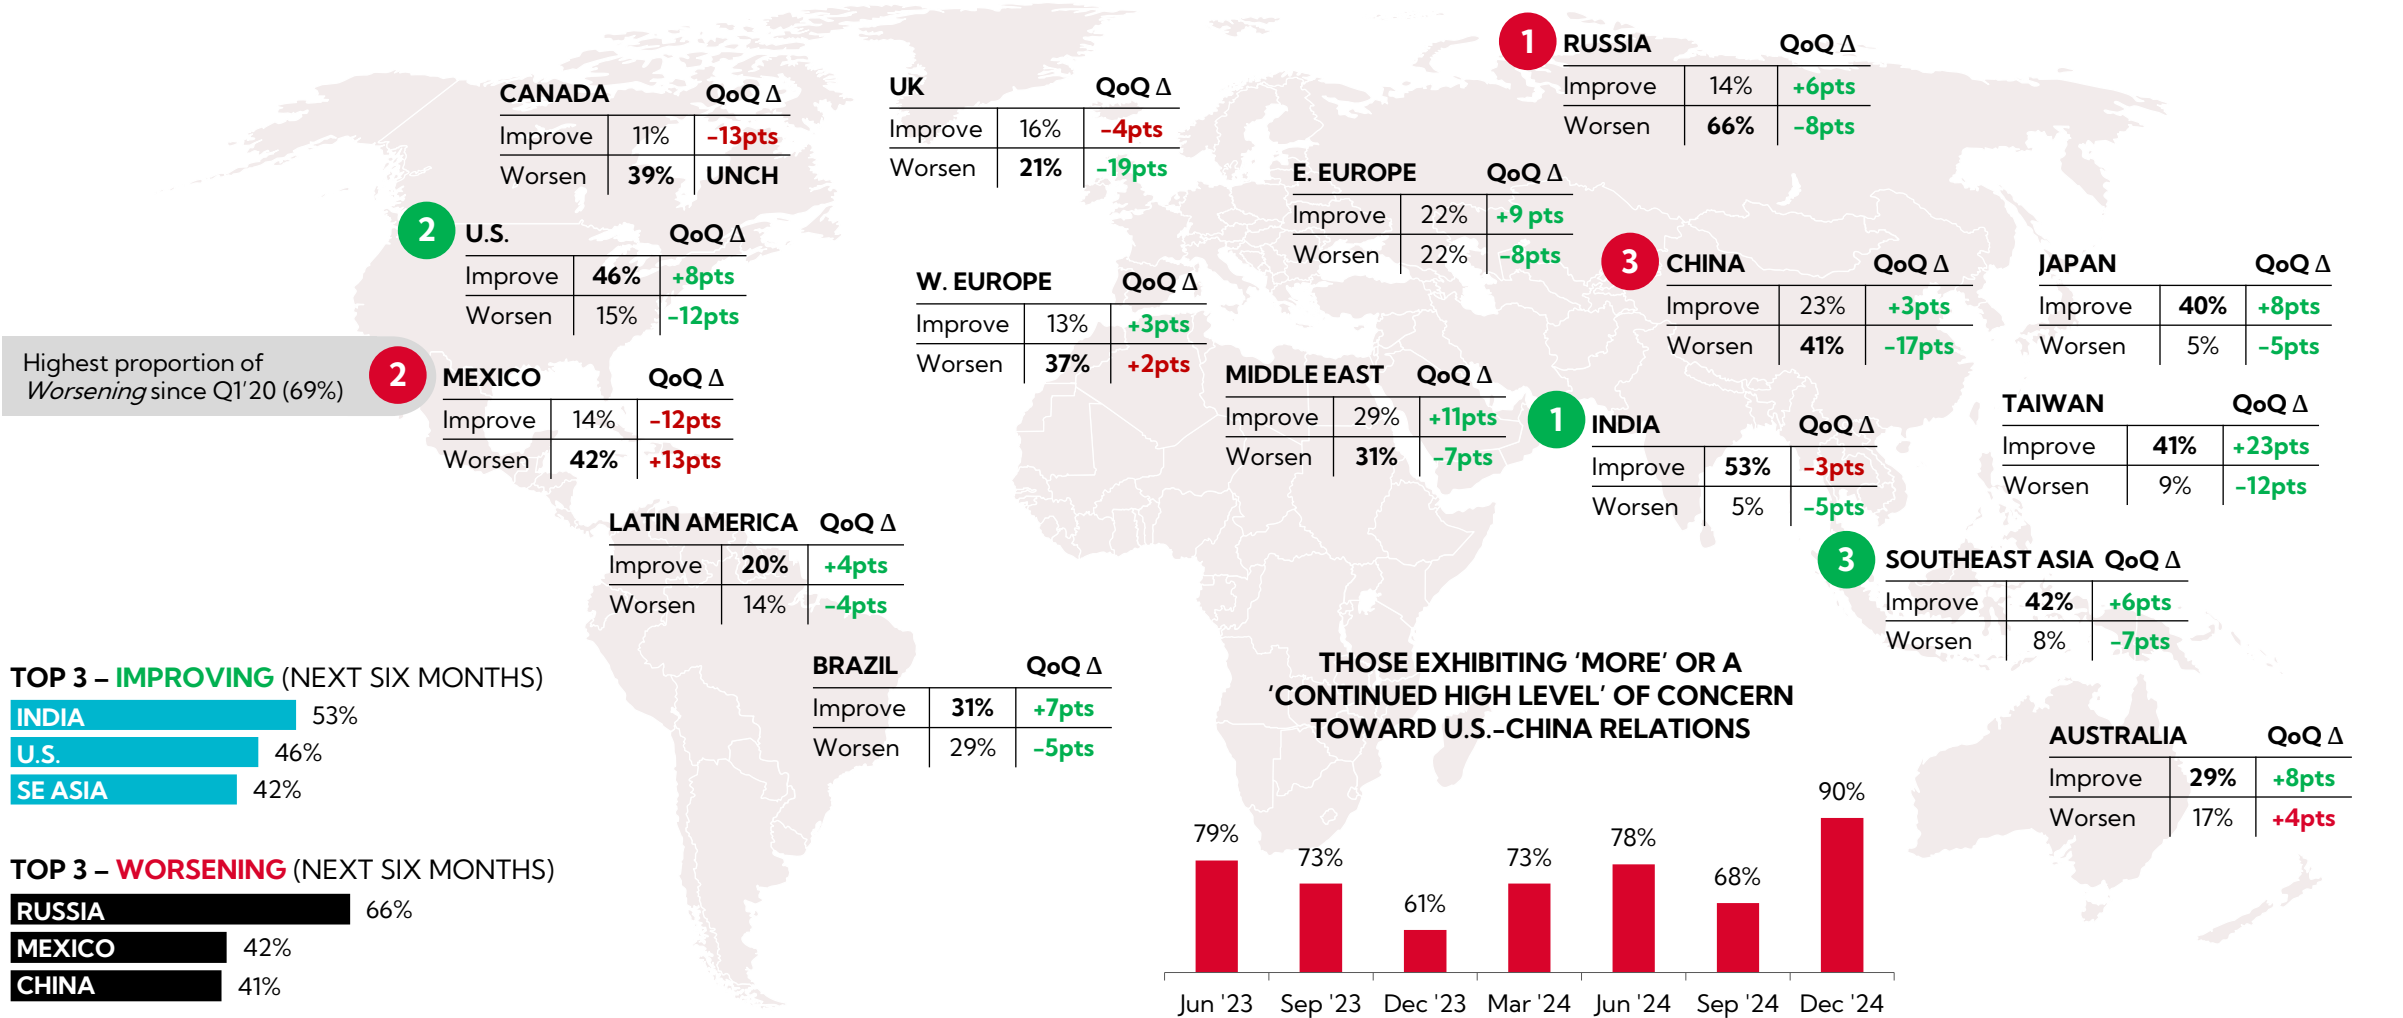 CANADA QoQ Δ
Improve 11% -13pts
Worsen 39% UNCH
UK QoQ Δ
Improve 16% -4pts
Worsen 21% -19pts
1 RUSSIA QoQ Δ
Improve 14% +6pts
Worsen 66% -8pts
E. EUROPE QoQ Δ
Improve 22% +9 pts
Worsen 22% -8pts
2 U.S. QoQ Δ
Improve 46% +8pts
Worsen 15% -12pts
W. EUROPE QoQ Δ
Improve 13% +3pts
Worsen 37% +2pts
3 CHINA QoQ Δ
Improve 23% +3pts
Worsen 41% -17pts
JAPAN QoQ Δ
Improve 40% +8pts
Worsen 5% -5pts
Highest proportion of
Worsening since Q1'20 (69%)
2 MEXICO QoQ Δ
Improve 14% -12pts
Worsen 42% +13pts
MIDDLE EAST QoQ Δ
Improve 29% +11pts
Worsen 31% -7pts
1 INDIA QoQ Δ
Improve 53% -3pts
Worsen 5% -5pts
TAIWAN QoQ Δ
Improve 41% +23pts
Worsen 9% -12pts
LATIN AMERICA QoQ Δ
Improve 20% +4pts
Worsen 14% -4pts
3 SOUTHEAST ASIA QoQ Δ
Improve 42% +6pts
Worsen 8% -7pts
BRAZIL QoQ Δ
Improve 31% +7pts
Worsen 29% -5pts
AUSTRALIA QoQ Δ
Improve 29% +8pts
Worsen 17% +4pts
TOP 3 – IMPROVING (NEXT SIX MONTHS)
INDIA 53%
U.S. 46%
SE ASIA 42%
TOP 3 – WORSENING (NEXT SIX MONTHS)
RUSSIA 66%
MEXICO 42%
CHINA 41%
THOSE EXHIBITING 'MORE' OR A
'CONTINUED HIGH LEVEL' OF CONCERN
TOWARD U.S.-CHINA RELATIONS
79% 73% 61% 73% 78% 68% 90%
Jun '23 Sep '23 Dec '23 Mar '24 Jun '24 Sep '24 Dec '24